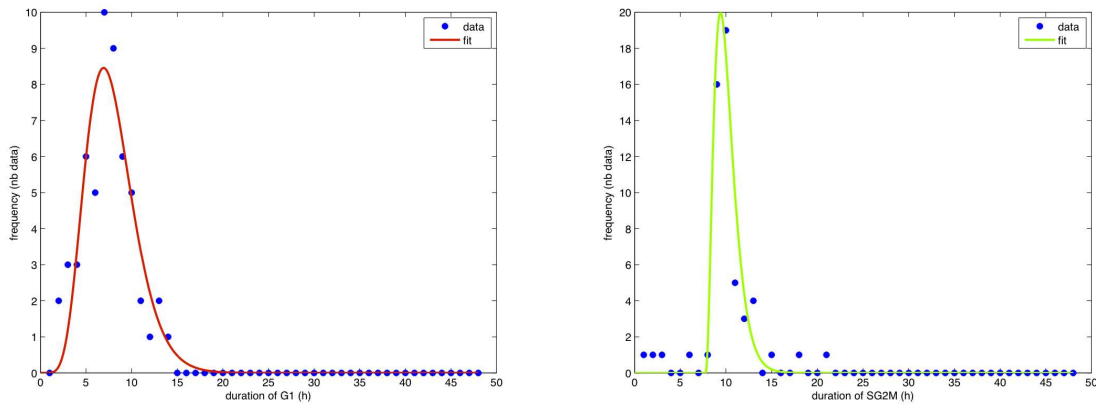 10
9
8
7
6
5
4
3
2
1
0
frequency (nb data)
0 5 10 15 20 25 30 35 40 45 50
duration of G1 (h)
data
fit
20
18
16
14
12
10
8
6
4
2
0
frequency (nb data)
0 5 10 15 20 25 30 35 40 45 50
duration of SG2M (h)
data
fit